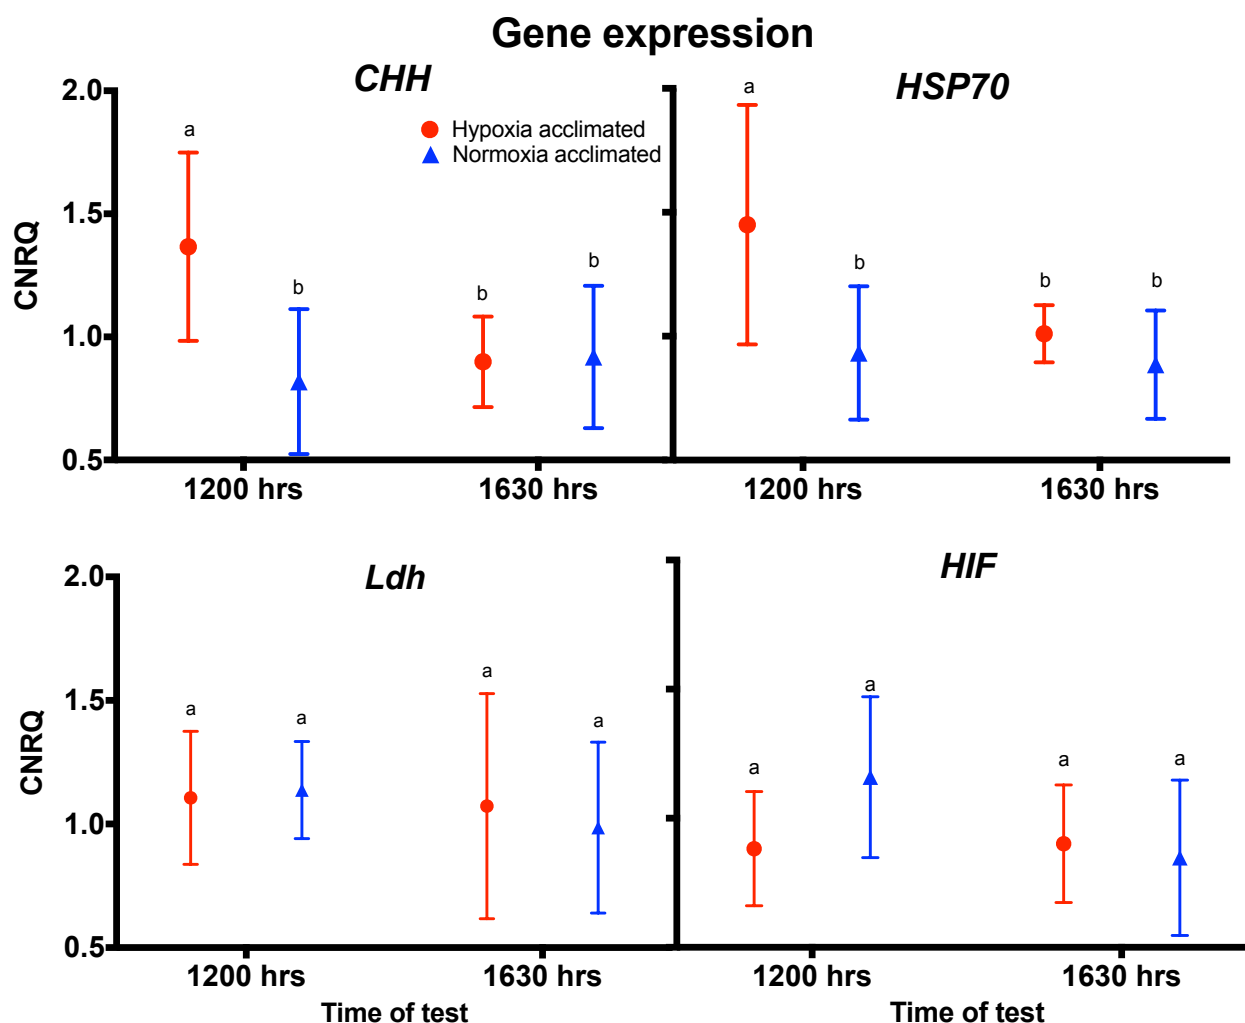 Gene expression
CHH
HSP70
Hypoxia acclimated
Normoxia acclimated
CNRQ
2.0
1.5
1.0
0.5
a
b
b
b
a
b
b
b
1200 hrs
1630 hrs
1200 hrs
1630 hrs
Ldh
HIF
CNRQ
2.0
1.5
1.0
0.5
a
a
a
a
a
a
a
a
1200 hrs
1630 hrs
1200 hrs
1630 hrs
Time of test
Time of test